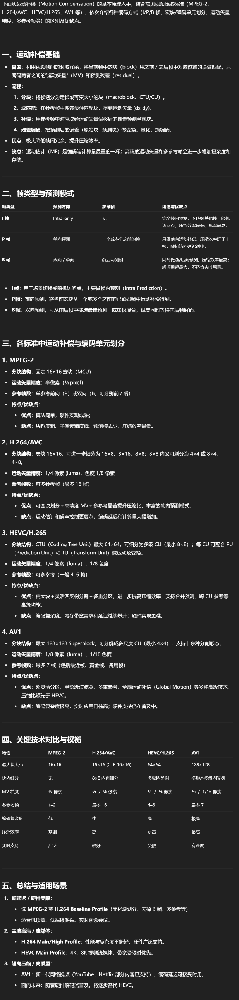 下面从运动补偿（Motion Compensation）的基本原理入手，结合常见视频压缩标准（MPEG-2、
H.264/AVC、HEVC/H.265、AV1 等），依次介绍各种编码方式（I/P/B 帧、宏块/编码单元划分、运动矢量
精度、多参考帧等）的区别及优缺点。
一、运动补偿基础
• 目的：利用视频帧间的时域冗余，将当前帧中的块（block）用之前 / 之后帧中对应位置的块做匹配，只
编码两者之间的“运动矢量”（MV）和预测残差（residual）。
• 流程：
1. 分块：将帧划分为定长或可变大小的块（macroblock、CTU/CU）。
2. 块匹配：在参考帧中搜索最佳匹配块，得到运动矢量 (dx, dy)。
3. 补偿：用参考帧中对应块经运动矢量偏移后的像素预测当前块。
4. 残差编码：把预测后的偏差（原始块－预测块）做变换、量化、熵编码。
• 优点：极大降低帧间冗余，提升压缩效率。
• 缺点：运动估计（ME）是编码端计算量最重的一环；高精度运动矢量和多参考帧会进一步增加复杂度和
存储。
二、帧类型与预测模式
帧类型 预测方向 参考帧 用途与优缺点
I 帧 Intra-only 无 完全帧内预测，不依赖其他帧；随机
访问点，压缩效率最低，码率最高。
P 帧 单向预测 一个或多个之前的帧 只做前向运动补偿，压缩效率好于 I
帧，随机访问延迟适中。
B 帧 双向 / 单向 前后两侧帧 同时做前/后向预测，压缩效率最高；
解码延迟最大，不适合实时场景。
• I 帧：用于场景切换或随机访问点，主要做帧内预测（Intra Prediction）。
• P 帧：前向预测，将当前宏块从一个或多个之前的已解码帧中运动补偿得到。
• B 帧：双向预测，可从前后帧中挑选最佳预测，或加权混合；但需同时等待前后帧解码。
三、各标准中运动补偿与编码单元划分
1. MPEG-2
• 分块结构：固定 16×16 宏块（MCU）
• 运动矢量精度：半像素（½ pixel）
• 参考帧数：单参考前向（P）或双向（B，可分别前 / 后）
• 特点/优缺点：
• 优点：算法简单，硬件实现成熟；
• 缺点：块粒度粗、子像素精度低、预测模式少，压缩效率最低。
2. H.264/AVC
• 分块结构：宏块 16×16，可进一步细分为 16×8、8×16、8×8；8×8 内又可划分为 4×4 或 8×4、
4×8。
• 运动矢量精度：1/4 像素 (luma)，色度 1/8 像素
• 参考帧数：可多参考帧（最多 16 帧）
• 特点/优缺点：
• 优点：可变块划分＋高精度 MV＋多参考显著提升压缩比；丰富的帧内预测模式。
• 缺点：运动估计和码率控制更复杂；编码延迟和计算量大幅增加。
3. HEVC/H.265
• 分块结构：CTU（Coding Tree Unit）最大 64×64，可细分为多级 CU（最小 8×8）；每 CU 可配合 PU
（Prediction Unit）和 TU（Transform Unit）做运动及变换。
• 运动矢量精度：1/4 像素（luma）、1/8 色度
• 参考帧数：可多参考（一般 4–6 帧）
• 特点/优缺点：
• 优点：更大块＋灵活四叉树分割＋多重分区，进一步提高压缩效率；支持合并预测、跨 CU 参考等
高级功能。
• 缺点：编码复杂度、内存带宽需求和延迟继续攀升；硬件实现更难。
4. AV1
• 分块结构：最大 128×128 Superblock，可分解成多尺度 CU（最小 4×4），支持十余种分割形态。
• 运动矢量精度：1/8 像素（luma）、1/16 色度
• 参考帧数：最多 7 帧（包括最近帧、黄金帧、备用帧）
• 特点/优缺点：
• 优点：超灵活分区、电影级过滤器、多重参考、全局运动补偿（Global Motion）等多种高级技术，
压缩比领先于 HEVC。
• 缺点：编码复杂度极高，实时应用门槛高；硬件支持仍在普及中。
四、关键技术对比与权衡
特性 MPEG-2 H.264/AVC HEVC/H.265 AV1
最大块大小 16×16 16×16 (CTB 16×16) 64×64 128×128
块内细分 无 8×8 内再细分 多级四叉树 多形态多级四叉树
MV 精度 ½ 像素 ¼ / ⅛ 像素 ¼ / ⅛ 像素 ⅛ / 1/16 像素
多参考帧 1–2 最多 16 4–6 最多 7
编码复杂度 低 中 高 极高
压缩效率 基础 高 更高 最高
实时支持 广泛 较好 受限 有难度
五、总结与适用场景
1. 低延迟 / 硬件受限：
• 选 MPEG-2 或 H.264 Baseline Profile（简化块划分、去掉 B 帧、多参考等）
• 适合机顶盒、低端摄像头、实时视频会议。
2. 主流高清 / 流媒体：
• H.264 Main/High Profile：性能与复杂度平衡好，硬件广泛支持。
• HEVC Main Profile：4K、8K 视频流媒体，带宽受限时优先。
3. 超高压缩 / 高质量：
• AV1：新一代网络视频（YouTube、Netflix 部分内容已支持）；编码延迟可接受时用。
• 面向未来：随着硬件解码器普及，将逐步替代 HEVC。